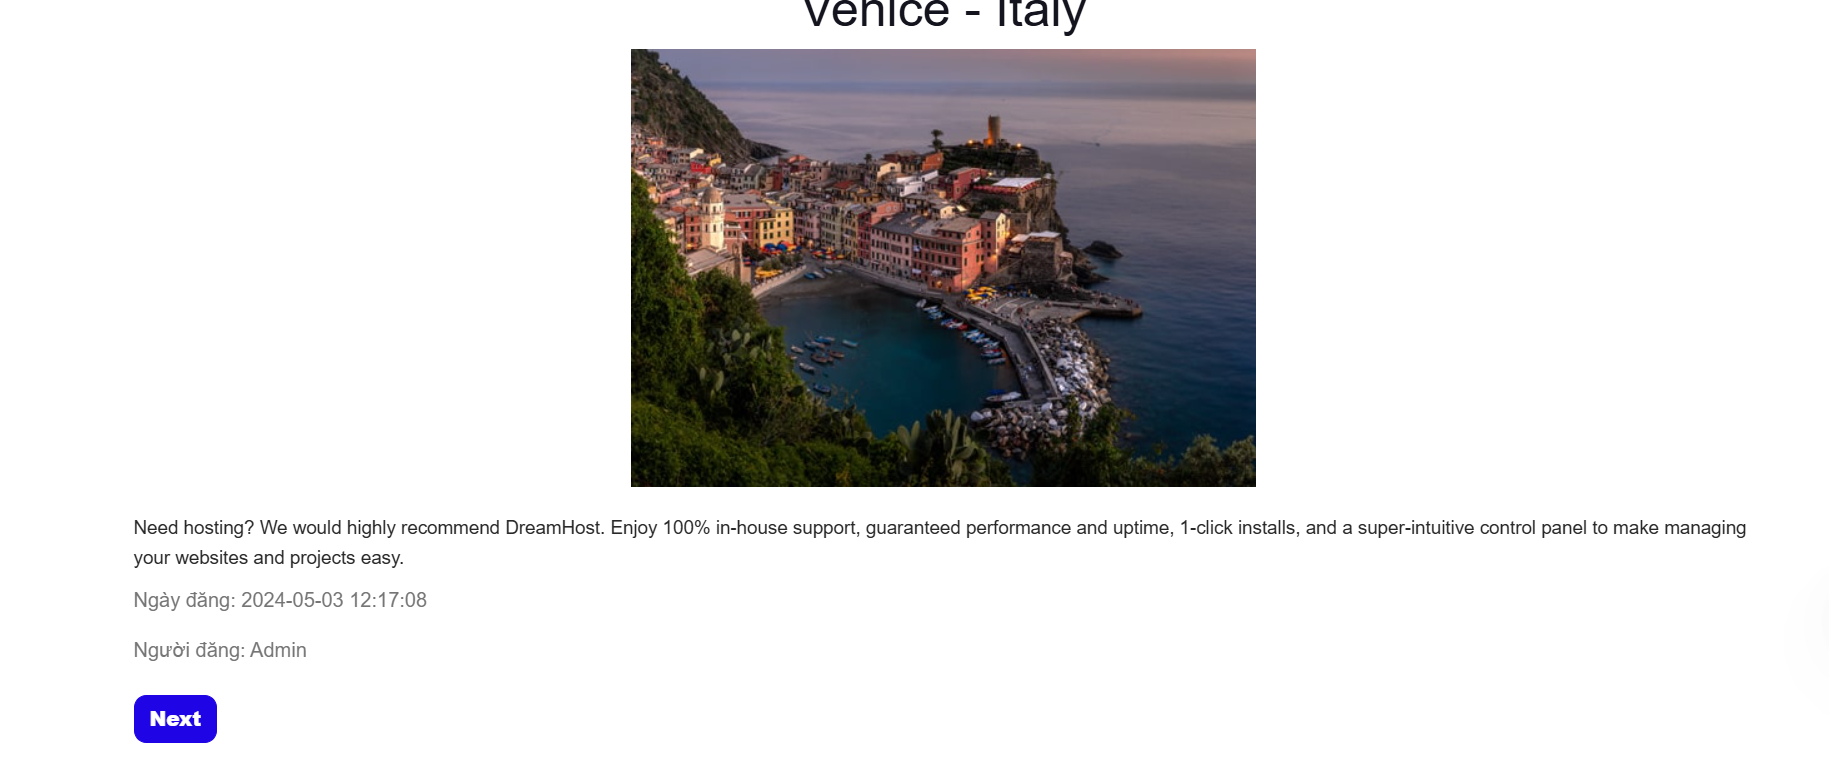 Venice - Italy
Need hosting? We would highly recommend DreamHost. Enjoy 100% in-house support, guaranteed performance and uptime, 1-click installs, and a super-intuitive control panel to make managing
your websites and projects easy.
Ngày đăng: 2024-05-03 12:17:08
Người đăng: Admin
Next